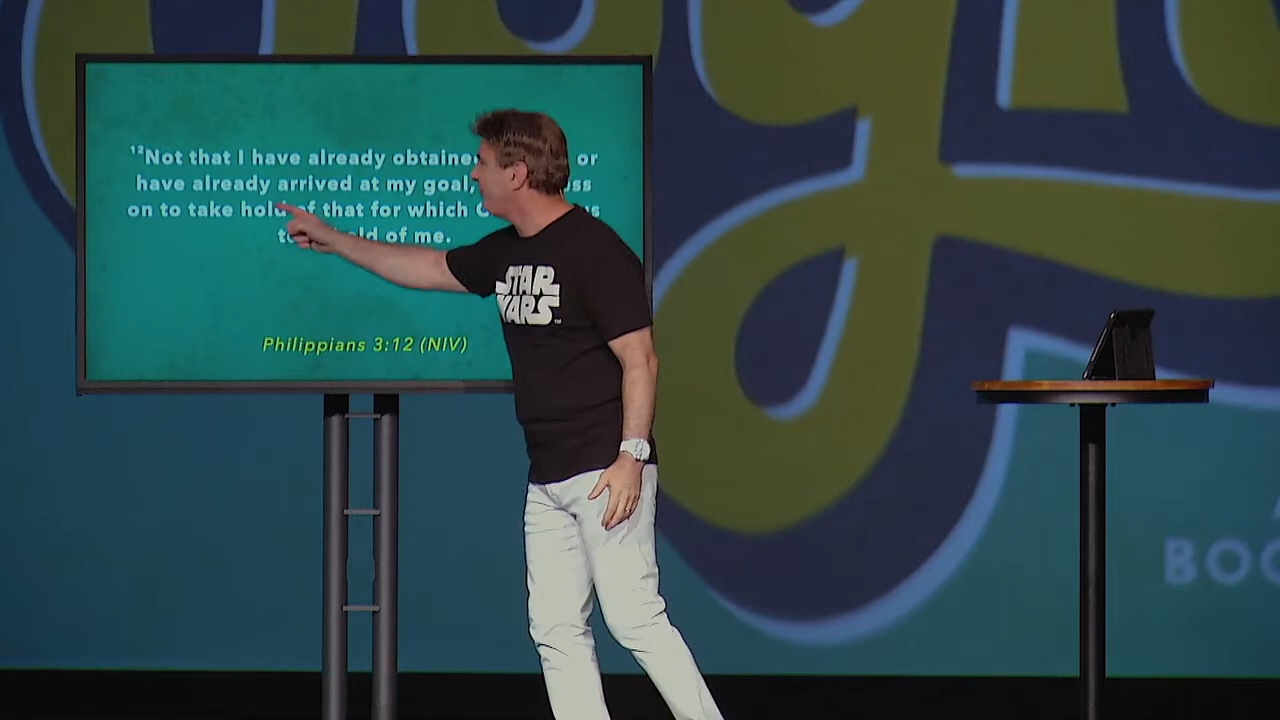 ¹²Not that I have already obtained or
have already arrived at my goal,
on to take hold of that for which
of me.
Philippians 3:12 (NIV)
STAR
WARS
BOO